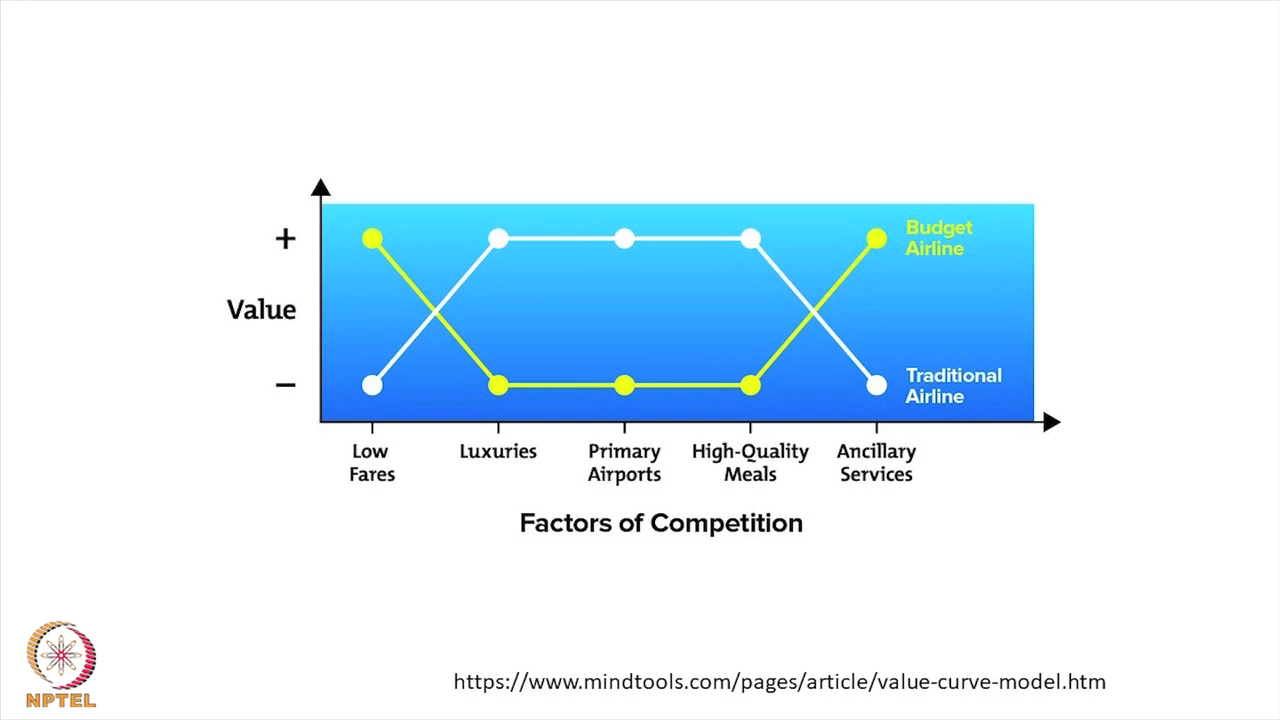 +
Value
−
Budget
Airline
Traditional
Airline
Low
Fares
Luxuries
Primary
Airports
High-Quality
Meals
Ancillary
Services
Factors of Competition
NPTEL
https://www.mindtools.com/pages/article/value-curve-model.htm